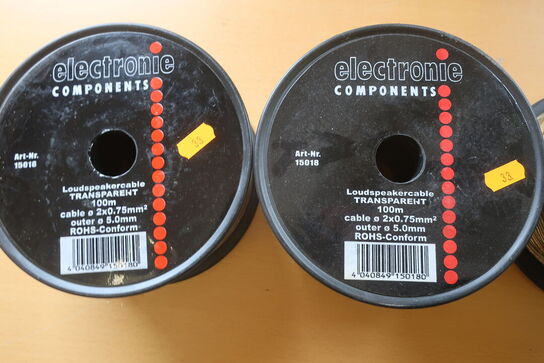 electronic
COMPONENTS
Art-Nr.
15018
33
Loudspeakercable
TRANSPARENT
100m
cable ø 2x0.75mm²
outer ø 5.0mm
ROHS-Conform
4 040849 150180
electronic
COMPONENTS
Art-Nr.
15018
33
Loudspeakercable
TRANSPARENT
100m
cable ø 2x0.75mm²
outer ø 5.0mm
ROHS-Conform
4 040849 150180